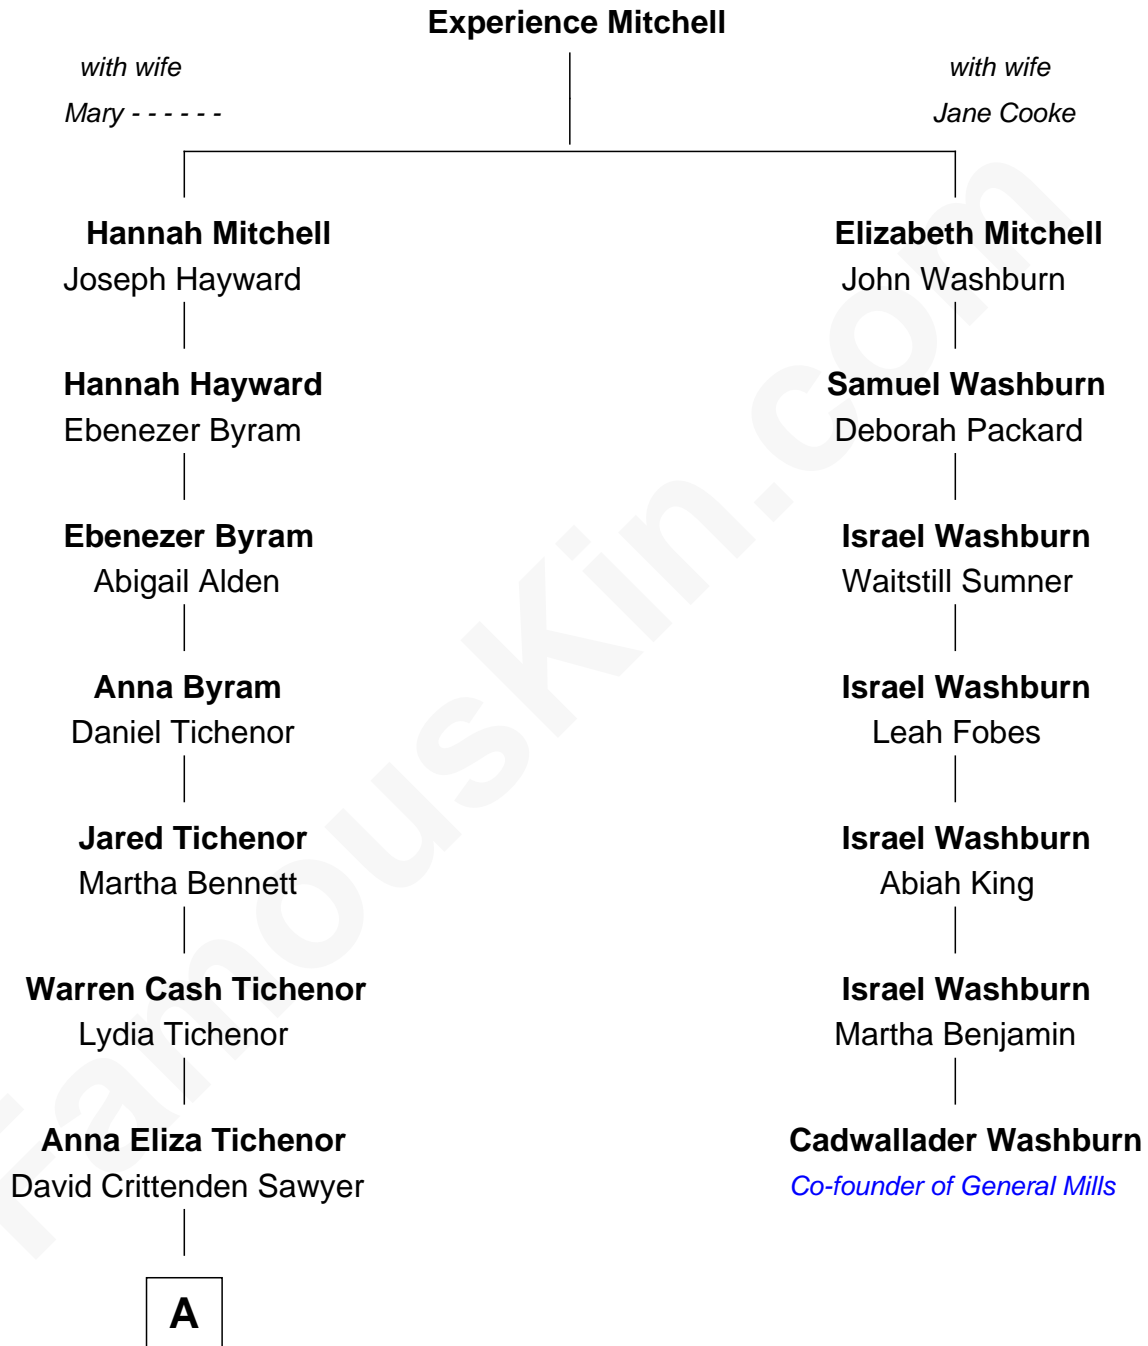 Experience Mitchell
with wife
Mary - - - - - -
with wife
Jane Cooke
Hannah Mitchell
Joseph Hayward
Elizabeth Mitchell
John Washburn
Hannah Hayward
Ebenezer Byram
Samuel Washburn
Deborah Packard
Ebenezer Byram
Abigail Alden
Israel Washburn
Waitstill Sumner
Anna Byram
Daniel Tichenor
Israel Washburn
Leah Fobes
Jared Tichenor
Martha Bennett
Israel Washburn
Abiah King
Warren Cash Tichenor
Lydia Tichenor
Israel Washburn
Martha Benjamin
Anna Eliza Tichenor
David Crittenden Sawyer
Cadwallader Washburn
Co-founder of General Mills
A
FamousKin.com